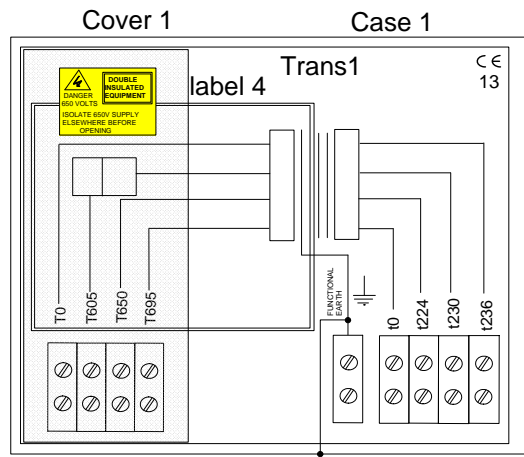 Cover 1
Case 1
Trans1
CE
13
DANGER
650 VOLTS
DOUBLE
INSULATED
EQUIPMENT
ISOLATE 650V SUPPLY
ELSEWHERE BEFORE
OPENING
label 4
T0
T605
T650
T695
FUNCTIONAL
EARTH
t0
t224
t230
t236